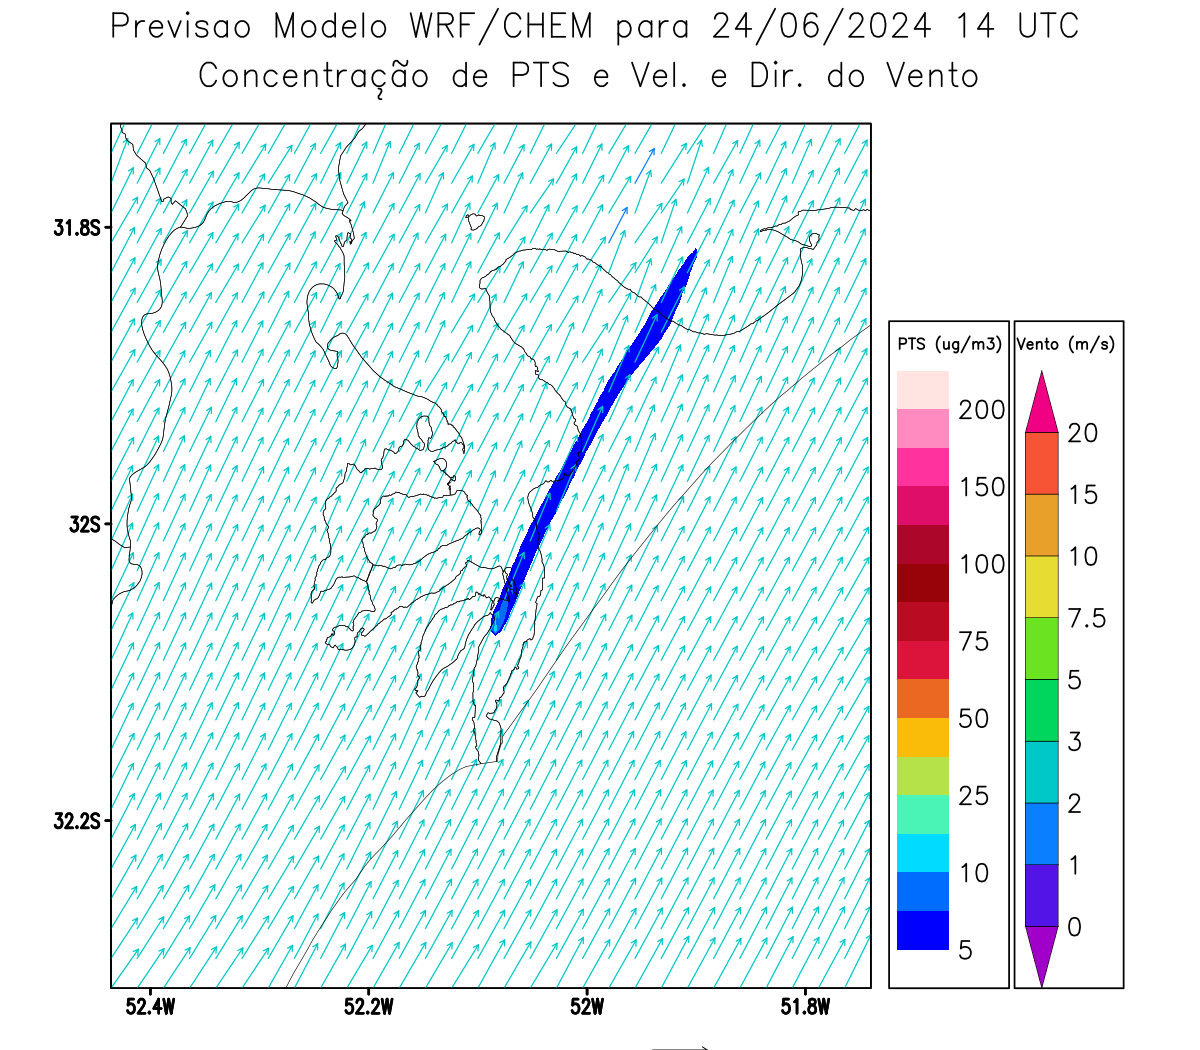 Previsao Modelo WRF/CHEM para 24/06/2024 14 UTC
Concentração de PTS e Vel. e Dir. do Vento
31.8S
32S
32.2S
52.4W 52.2W 52W 51.8W
PTS (ug/m3)
200
150
100
75
50
25
10
5
Vento (m/s)
20
15
10
7.5
5
3
2
1
0